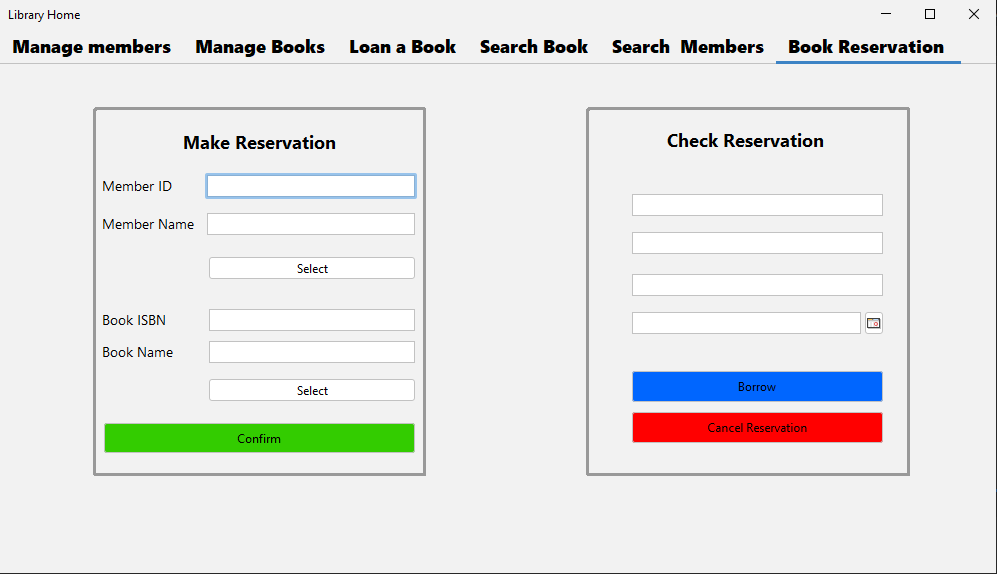 Library Home
Manage members Manage Books Loan a Book Search Book Search  Members Book Reservation
Make Reservation
Member ID
Member Name
Select
Book ISBN
Book Name
Select
Confirm
Check Reservation
Borrow
Cancel Reservation